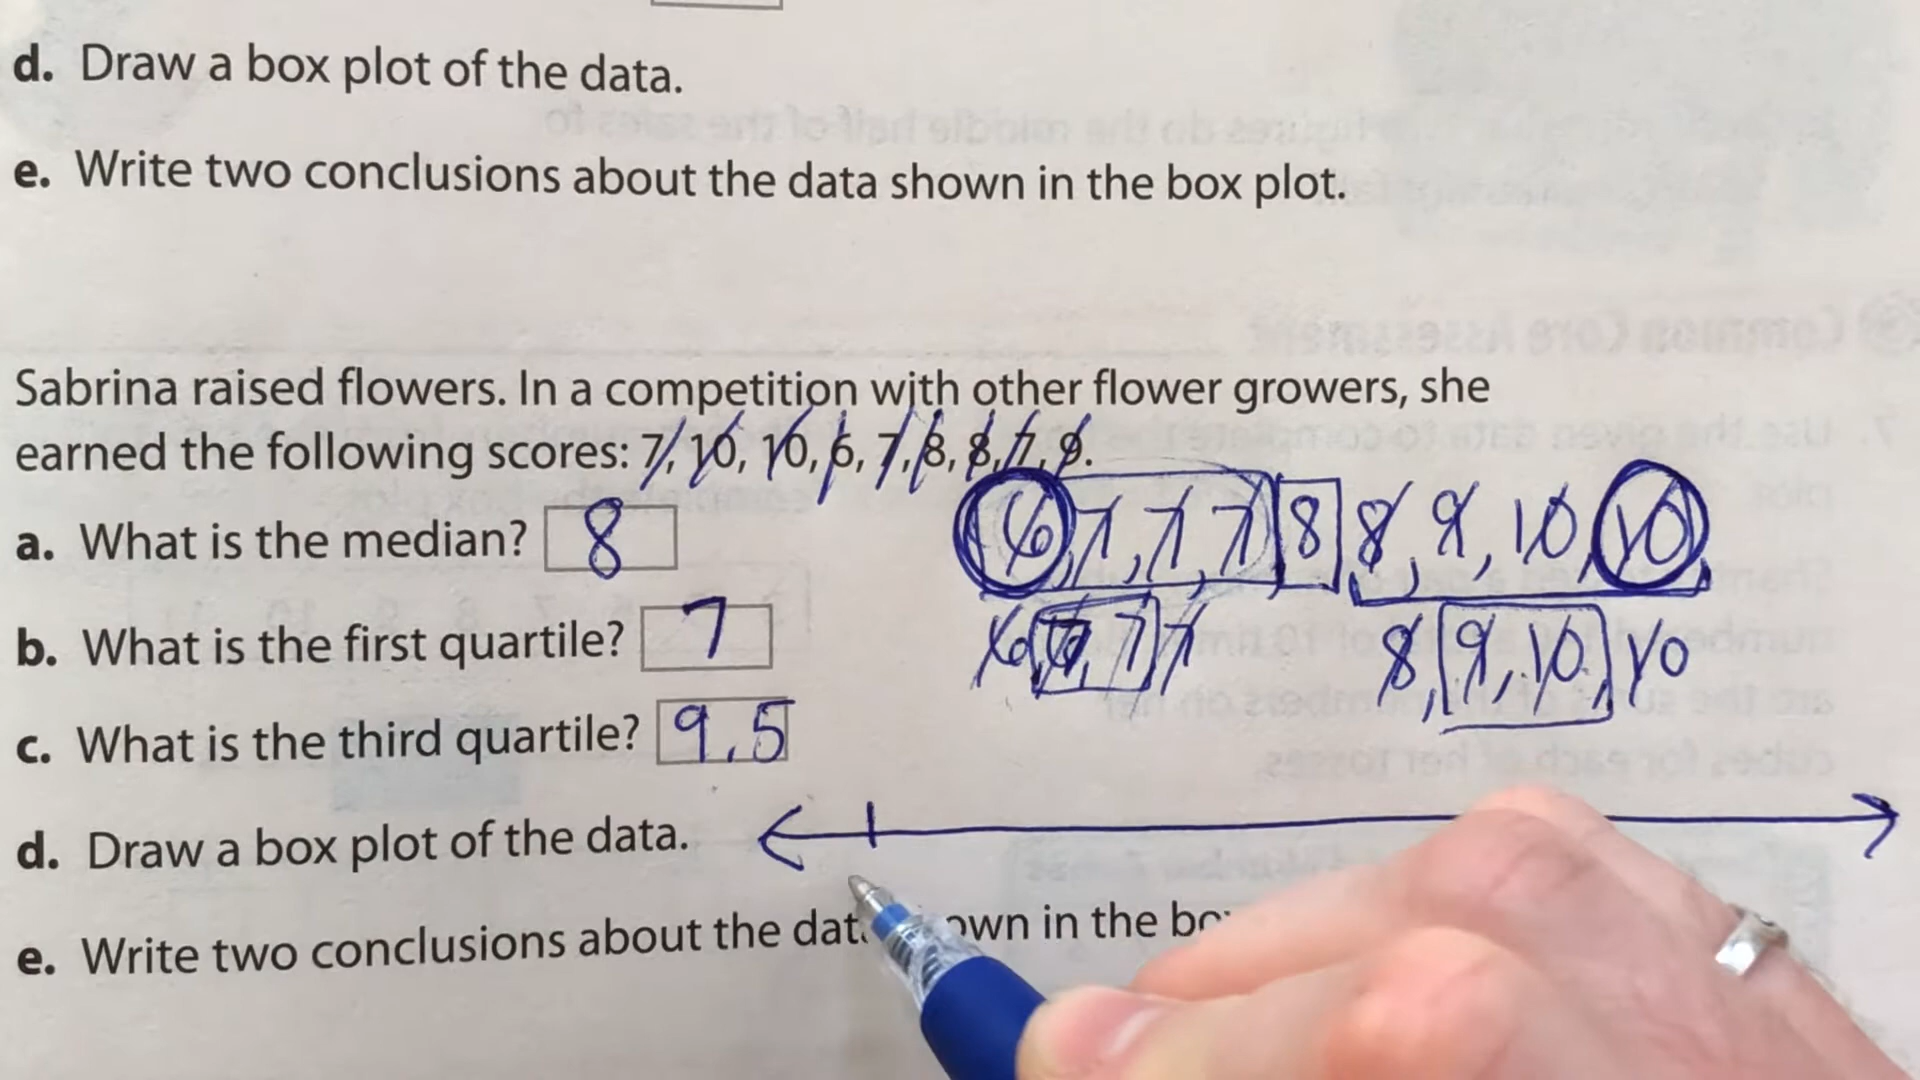 d. Draw a box plot of the data.
e. Write two conclusions about the data shown in the box plot.
Sabrina raised flowers. In a competition with other flower growers, she
earned the following scores: 7, 10, 10, 6, 7, 8, 8, 7, 9.
6, 7, 7, 7 8 8, 9, 10, 10,
a. What is the median? 8
6, 7, 7, 7 8, 9, 10, 10
b. What is the first quartile? 7
c. What is the third quartile? 9.5
d. Draw a box plot of the data.
e. Write two conclusions about the dat own in the bo